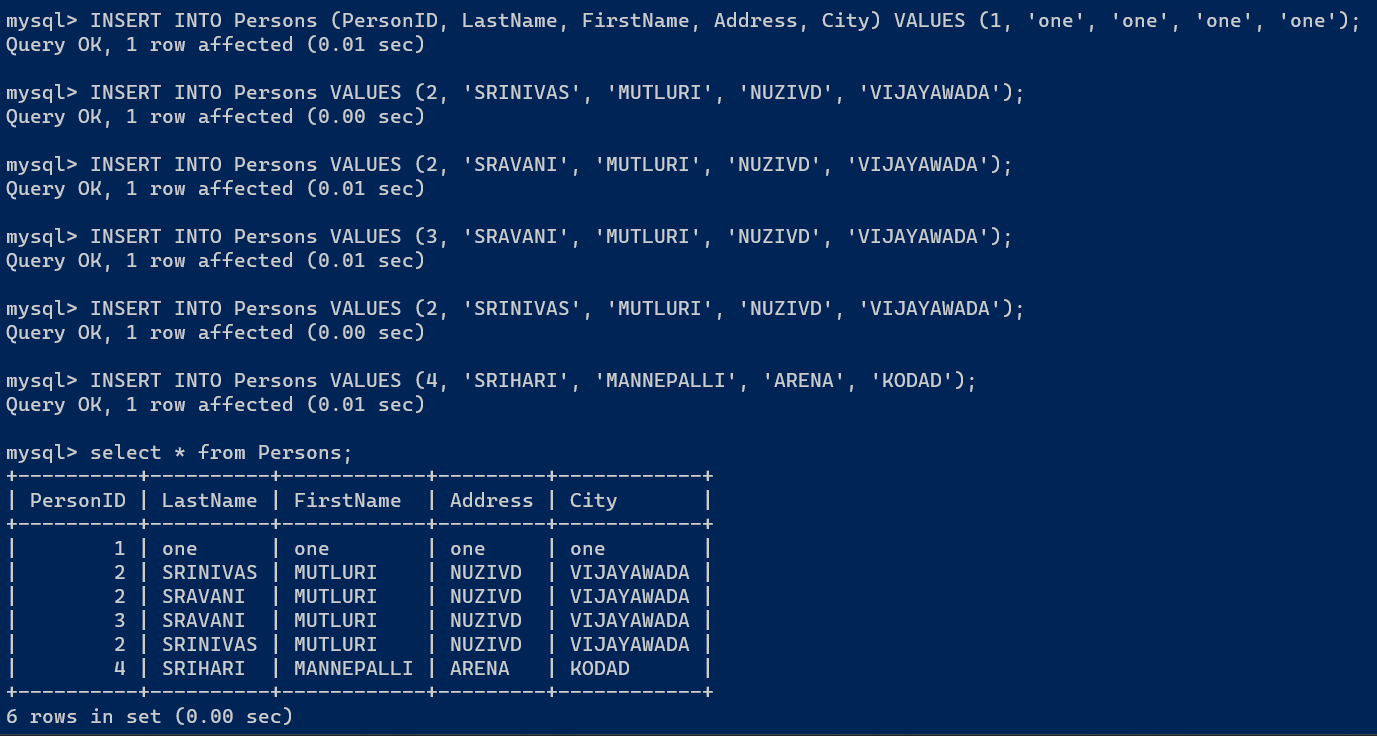 mysql> INSERT INTO Persons (PersonID, LastName, FirstName, Address, City) VALUES (1, 'one', 'one', 'one', 'one');
Query OK, 1 row affected (0.01 sec)
mysql> INSERT INTO Persons VALUES (2, 'SRINIVAS', 'MUTLURI', 'NUZIVD', 'VIJAYAWADA');
Query OK, 1 row affected (0.00 sec)
mysql> INSERT INTO Persons VALUES (2, 'SRAVANI', 'MUTLURI', 'NUZIVD', 'VIJAYAWADA');
Query OK, 1 row affected (0.01 sec)
mysql> INSERT INTO Persons VALUES (3, 'SRAVANI', 'MUTLURI', 'NUZIVD', 'VIJAYAWADA');
Query OK, 1 row affected (0.01 sec)
mysql> INSERT INTO Persons VALUES (2, 'SRINIVAS', 'MUTLURI', 'NUZIVD', 'VIJAYAWADA');
Query OK, 1 row affected (0.00 sec)
mysql> INSERT INTO Persons VALUES (4, 'SRIHARI', 'MANNEPALLI', 'ARENA', 'KODAD');
Query OK, 1 row affected (0.01 sec)
mysql> select * from Persons;
+----------+----------+------------+---------+------------+
| PersonID | LastName | FirstName  | Address | City       |
+----------+----------+------------+---------+------------+
|        1 | one      | one        | one     | one        |
|        2 | SRINIVAS | MUTLURI    | NUZIVD  | VIJAYAWADA |
|        2 | SRAVANI  | MUTLURI    | NUZIVD  | VIJAYAWADA |
|        3 | SRAVANI  | MUTLURI    | NUZIVD  | VIJAYAWADA |
|        2 | SRINIVAS | MUTLURI    | NUZIVD  | VIJAYAWADA |
|        4 | SRIHARI  | MANNEPALLI | ARENA   | KODAD      |
+----------+----------+------------+---------+------------+
6 rows in set (0.00 sec)